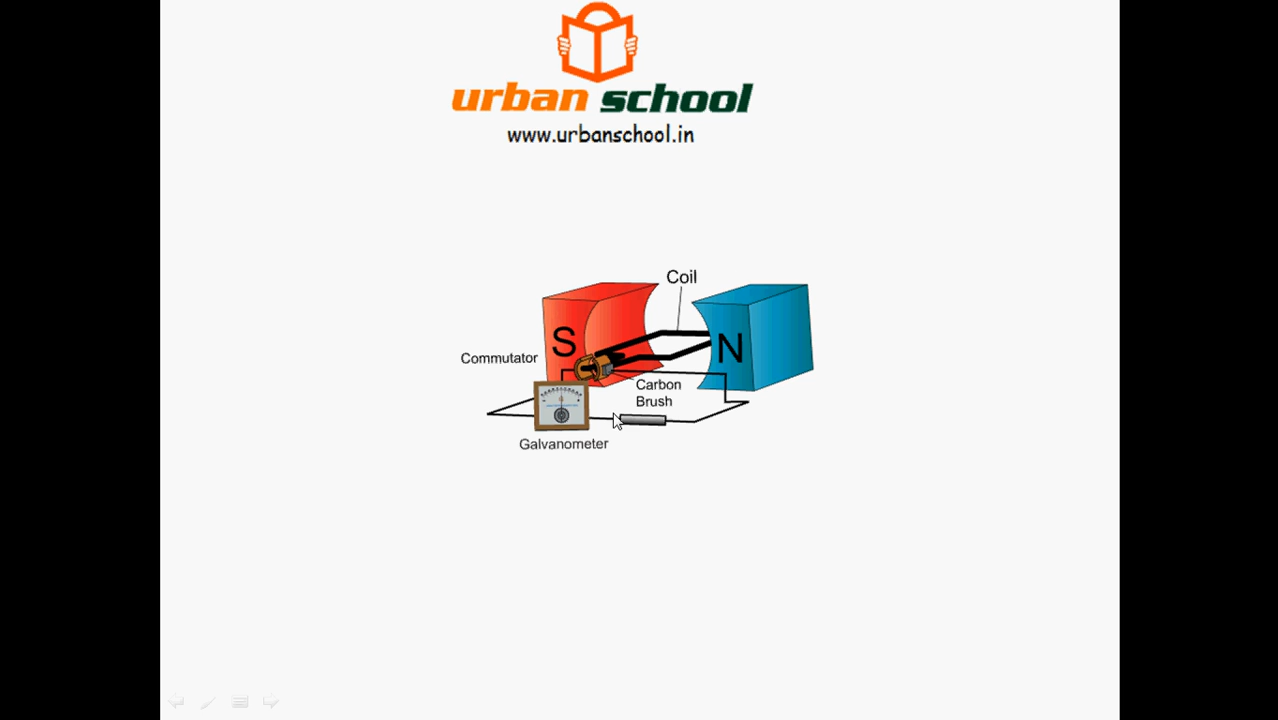 urban school
www.urbanschool.in
Coil
S
N
Commutator
Carbon
Brush
Galvanometer